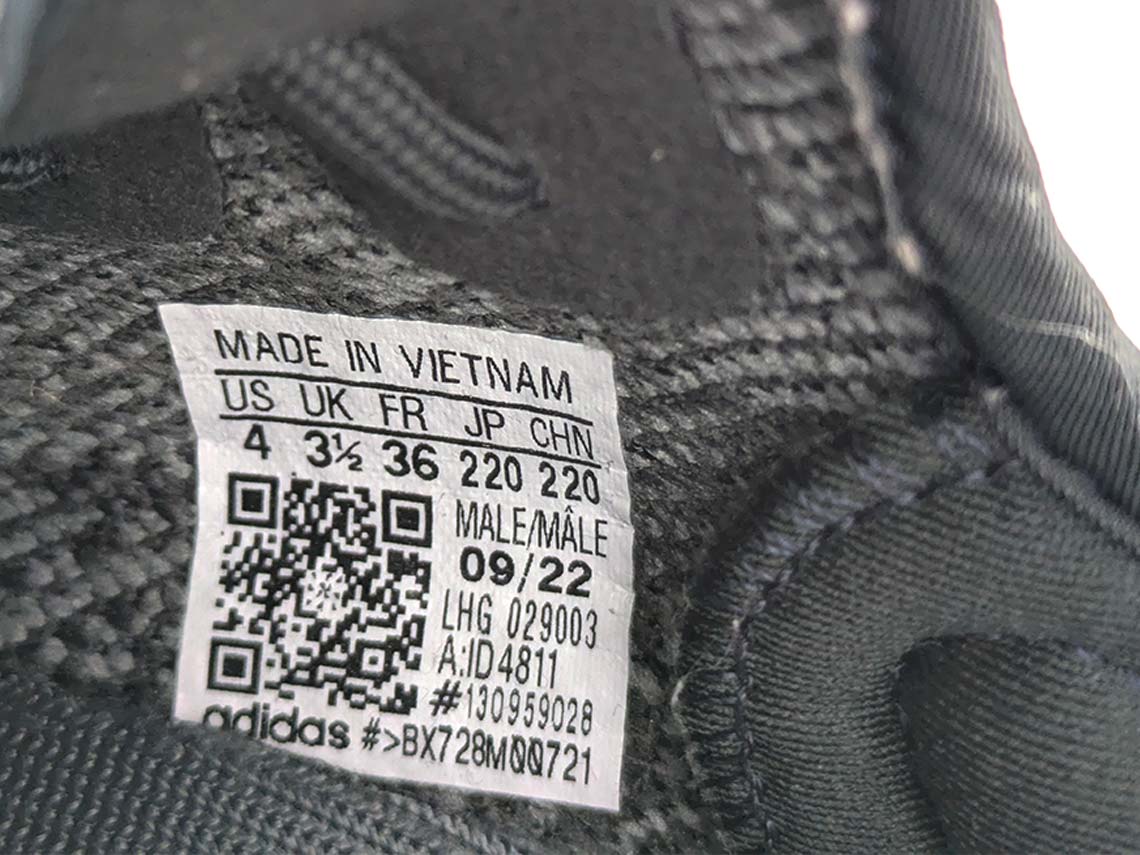 MADE IN VIETNAM
US UK FR JP CHN
4 3½ 36 220 220
MALE/MÂLE
09/22
LHG 029003
A:ID4811
#130959028
adidas #>BX728M00721